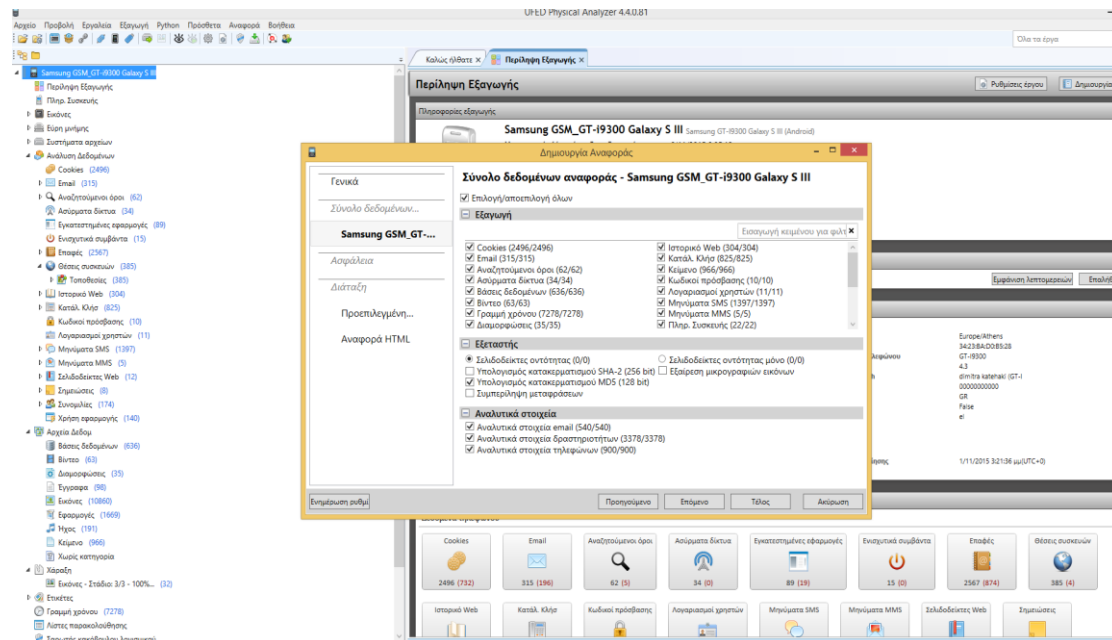 UFED Physical Analyzer 4.4.0.81
Αρχείο Προβολή Εργαλεία Εξαγωγή Python Πρόσθετα Αναφορά Βοήθεια
Όλα τα έργα
Samsung GSM_GT-i9300 Galaxy S III
Περίληψη Εξαγωγής
Πληρ. Συσκευής
Εικόνες
Εύρη μνήμης
Συστήματα αρχείων
Ανάλυση Δεδομένων
Cookies (2496)
Email (315)
Αναζητούμενοι όροι (62)
Ασύρματα δίκτυα (34)
Εγκατεστημένες εφαρμογές (89)
Ενισχυτικά συμβάντα (15)
Επαφές (2567)
Θέσεις συσκευών (385)
Τοποθεσίες (385)
Ιστορικό Web (304)
Κατάλ. Κλήσ (825)
Κωδικοί πρόσβασης (10)
Λογαριασμοί χρηστών (11)
Μηνύματα SMS (1397)
Μηνύματα MMS (5)
Σελιδοδείκτες Web (12)
Σημειώσεις (8)
Συνομιλίες (174)
Χρήση εφαρμογής (140)
Αρχεία Δεδομ
Βάσεις δεδομένων (636)
Βίντεο (63)
Διαμορφώσεις (35)
Έγγραφα (98)
Εικόνες (10860)
Εφαρμογές (1669)
Ήχος (191)
Κείμενο (966)
Χωρίς κατηγορία
Χάραξη
Εικόνες - Στάδιο: 3/3 - 100%... (32)
Ετικέτες
Γραμμή χρόνου (7278)
Λίστες παρακολούθησης
Καλώς ήλθατε x Περίληψη Εξαγωγής x
Περίληψη Εξαγωγής
Ρυθμίσεις έργου Δημιουργία
Πληροφορίες εξαγωγής
Samsung GSM_GT-i9300 Galaxy S III Samsung GT-i9300 Galaxy S III (Android)
Δημιουργία Αναφοράς
Γενικά
Σύνολο δεδομένων...
Samsung GSM_GT-...
Ασφάλεια
Διάταξη
Προεπιλεγμένη...
Αναφορά HTML
Σύνολο δεδομένων αναφοράς - Samsung GSM_GT-i9300 Galaxy S III
Επιλογή/αποεπιλογή όλων
Εξαγωγή
Εισαγωγή κειμένου για φιλτ
Cookies (2496/2496) Ιστορικό Web (304/304)
Email (315/315) Κατάλ. Κλήσ (825/825)
Αναζητούμενοι όροι (62/62) Κείμενο (966/966)
Ασύρματα δίκτυα (34/34) Κωδικοί πρόσβασης (10/10)
Βάσεις δεδομένων (636/636) Λογαριασμοί χρηστών (11/11)
Βίντεο (63/63) Μηνύματα SMS (1397/1397)
Γραμμή χρόνου (7278/7278) Μηνύματα MMS (5/5)
Διαμορφώσεις (35/35) Πληρ. Συσκευής (22/22)
Εξεταστής
Σελιδοδείκτες οντότητας (0/0) Σελιδοδείκτες οντότητας μόνο (0/0)
Υπολογισμός κατακερματισμού SHA-2 (256 bit) Εξαίρεση μικρογραφιών εικόνων
Υπολογισμός κατακερματισμού MD5 (128 bit)
Συμπερίληψη μεταφράσεων
Αναλυτικά στοιχεία
Αναλυτικά στοιχεία email (540/540)
Αναλυτικά στοιχεία δραστηριοτήτων (3378/3378)
Αναλυτικά στοιχεία τηλεφώνων (900/900)
Ενημέρωση ρυθμί Προηγούμενο Επόμενο Τέλος Ακύρωση
Εμφάνιση λεπτομερειών
Europe/Athens
34:23:BA:D0:B5:28
GT-I9300
4.3
dimitra katehaki (GT-I
00000000000
GR
False
el
1/11/2015 3:21:36 μμ(UTC+0)
Cookies Email Αναζητούμενοι όροι Ασύρματα δίκτυα Εγκατεστημένες εφαρμογές Ενισχυτικά συμβάντα Επαφές Θέσεις συσκευών
2496 (732) 315 (196) 62 (5) 34 (0) 89 (19) 15 (0) 2567 (874) 385 (4)
Ιστορικό Web Κατάλ. Κλήσ Κωδικοί πρόσβασης Λογαριασμοί χρηστών Μηνύματα SMS Μηνύματα MMS Σελιδοδείκτες Web Σημειώσεις